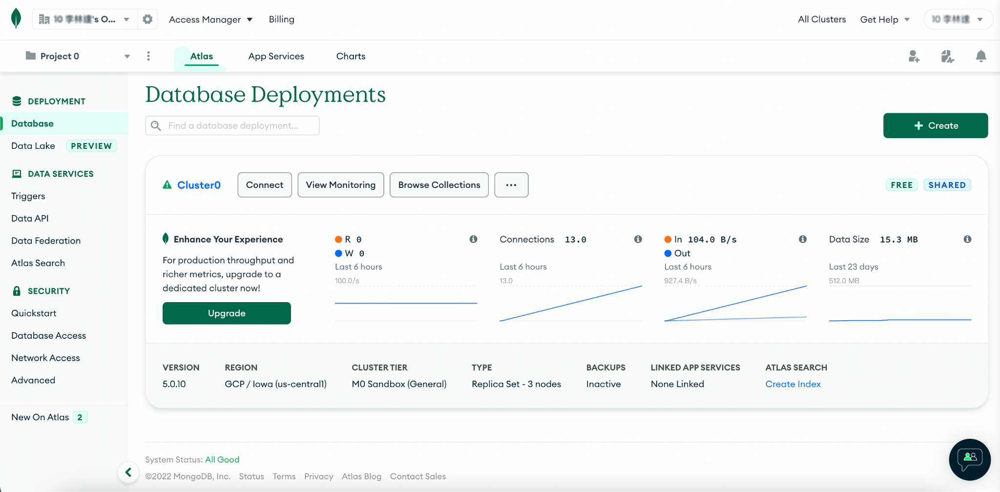 's O...
Access Manager
Billing
All Clusters
Get Help
Project 0
Atlas
App Services
Charts
DEPLOYMENT
Database
Data Lake PREVIEW
DATA SERVICES
Triggers
Data API
Data Federation
Atlas Search
SECURITY
Quickstart
Database Access
Network Access
Advanced
New On Atlas 2
Database Deployments
Find a database deployment...
+ Create
Cluster0
Connect
View Monitoring
Browse Collections
...
FREE
SHARED
Enhance Your Experience
For production throughput and
richer metrics, upgrade to a
dedicated cluster now!
Upgrade
R 0
W 0
Last 6 hours
100.0/s
Connections 13.0
Last 6 hours
13.0
In 104.0 B/s
Out
Last 6 hours
927.4 B/s
Data Size 15.3 MB
Last 23 days
512.0 MB
VERSION
5.0.10
REGION
GCP / Iowa (us-central1)
CLUSTER TIER
M0 Sandbox (General)
TYPE
Replica Set - 3 nodes
BACKUPS
Inactive
LINKED APP SERVICES
None Linked
ATLAS SEARCH
Create Index
System Status: All Good
©2022 MongoDB, Inc. Status Terms Privacy Atlas Blog Contact Sales